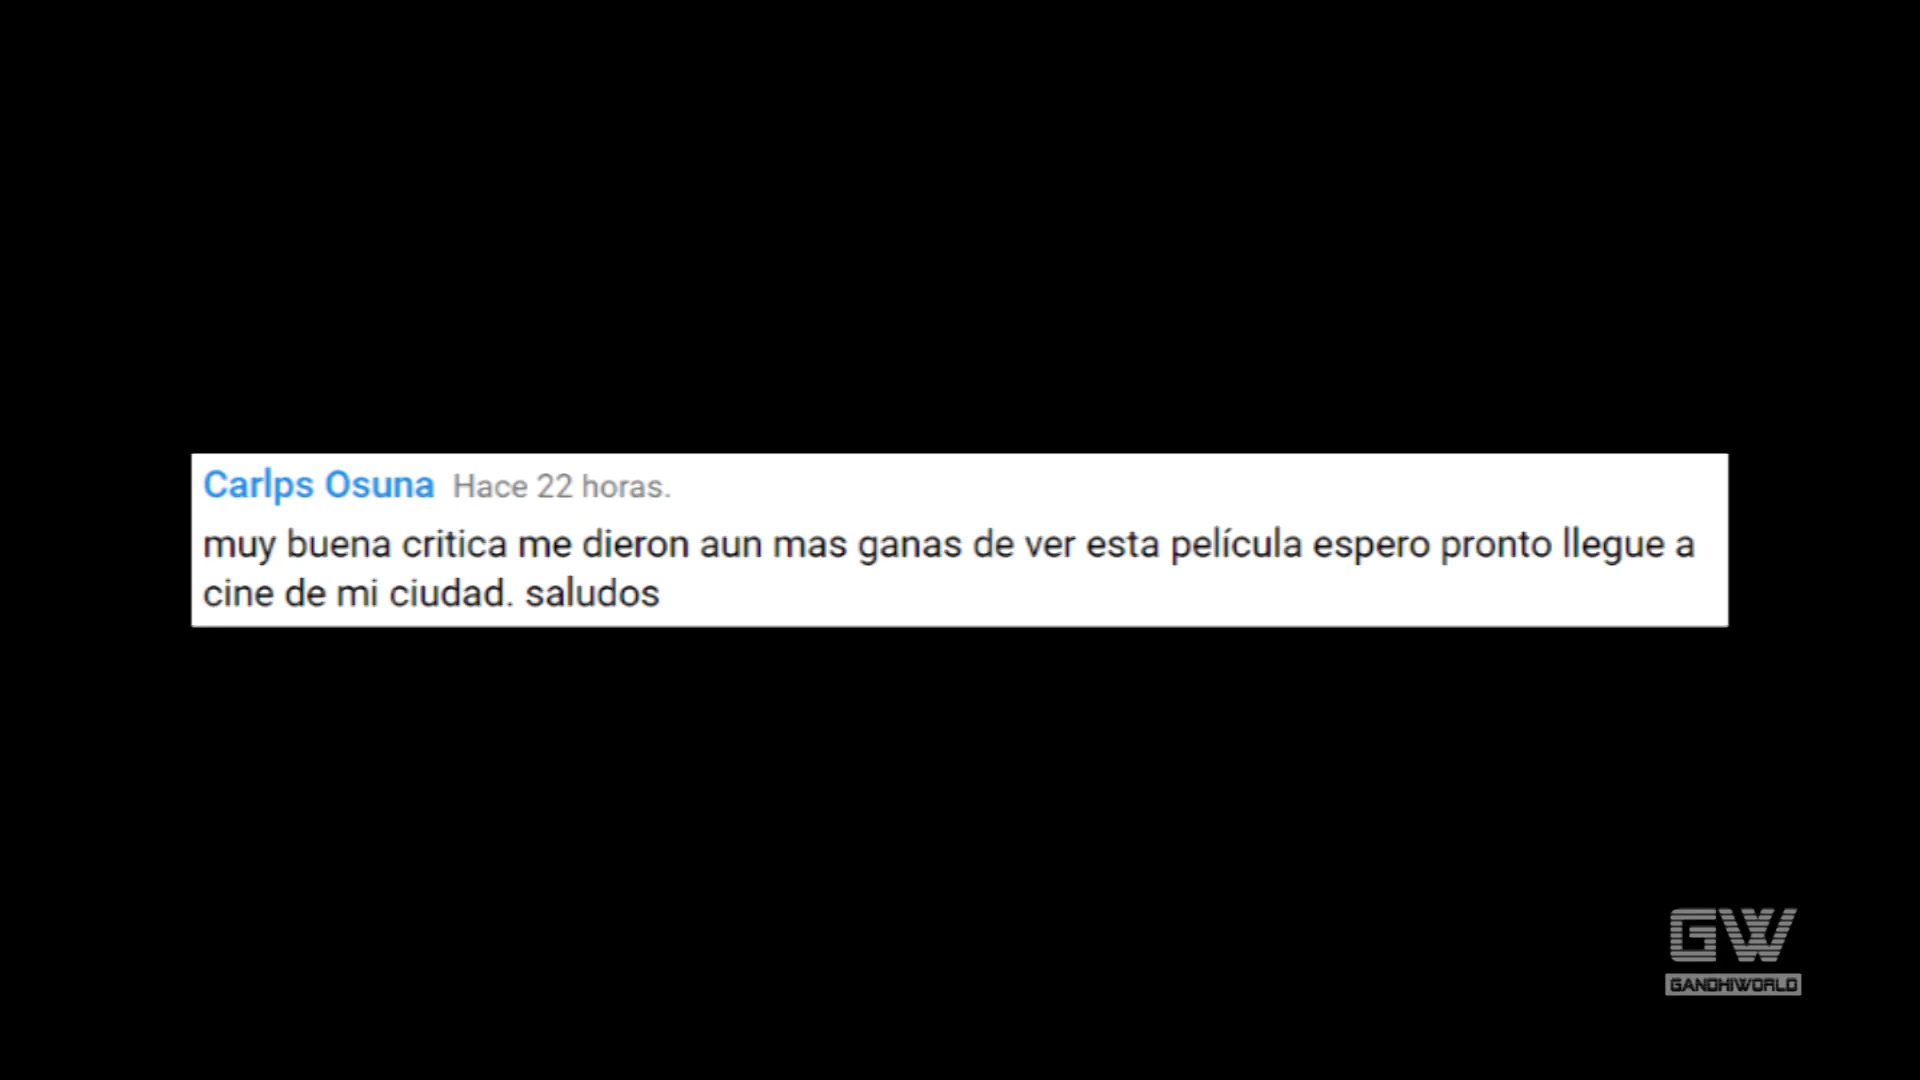 Carlps Osuna Hace 22 horas.
muy buena critica me dieron aun mas ganas de ver esta película espero pronto llegue a
cine de mi ciudad. saludos
GW
GANDHIWORLD